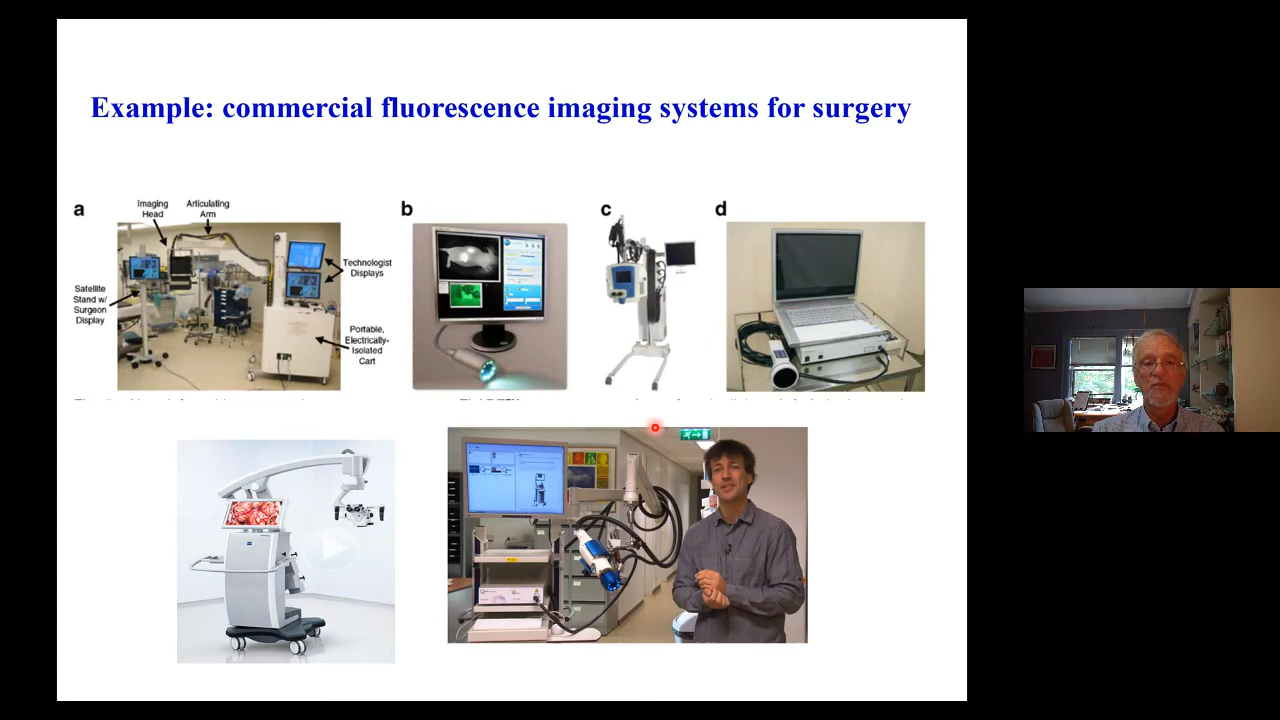 Example: commercial fluorescence imaging systems for surgery
a
Imaging
Head
Articulating
Arm
Technologist
Displays
Satellite
Stand w/
Surgeon
Display
Portable,
Electrically-
Isolated
Cart
b
c
d